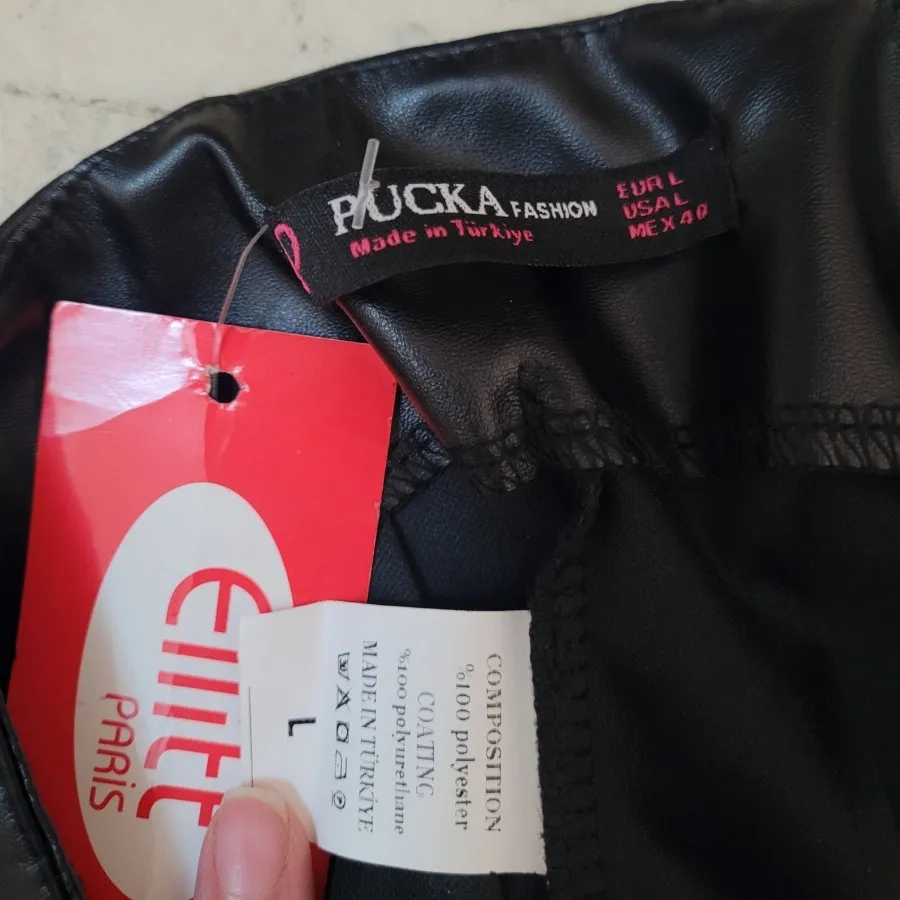 PUCKA FASHION
Made in Türkiye
EUR L
USA L
MEX 40
PARIS
COMPOSITION
%100 polyester
COATING
%100 polyurethane
MADE IN TÜRKİYE
L